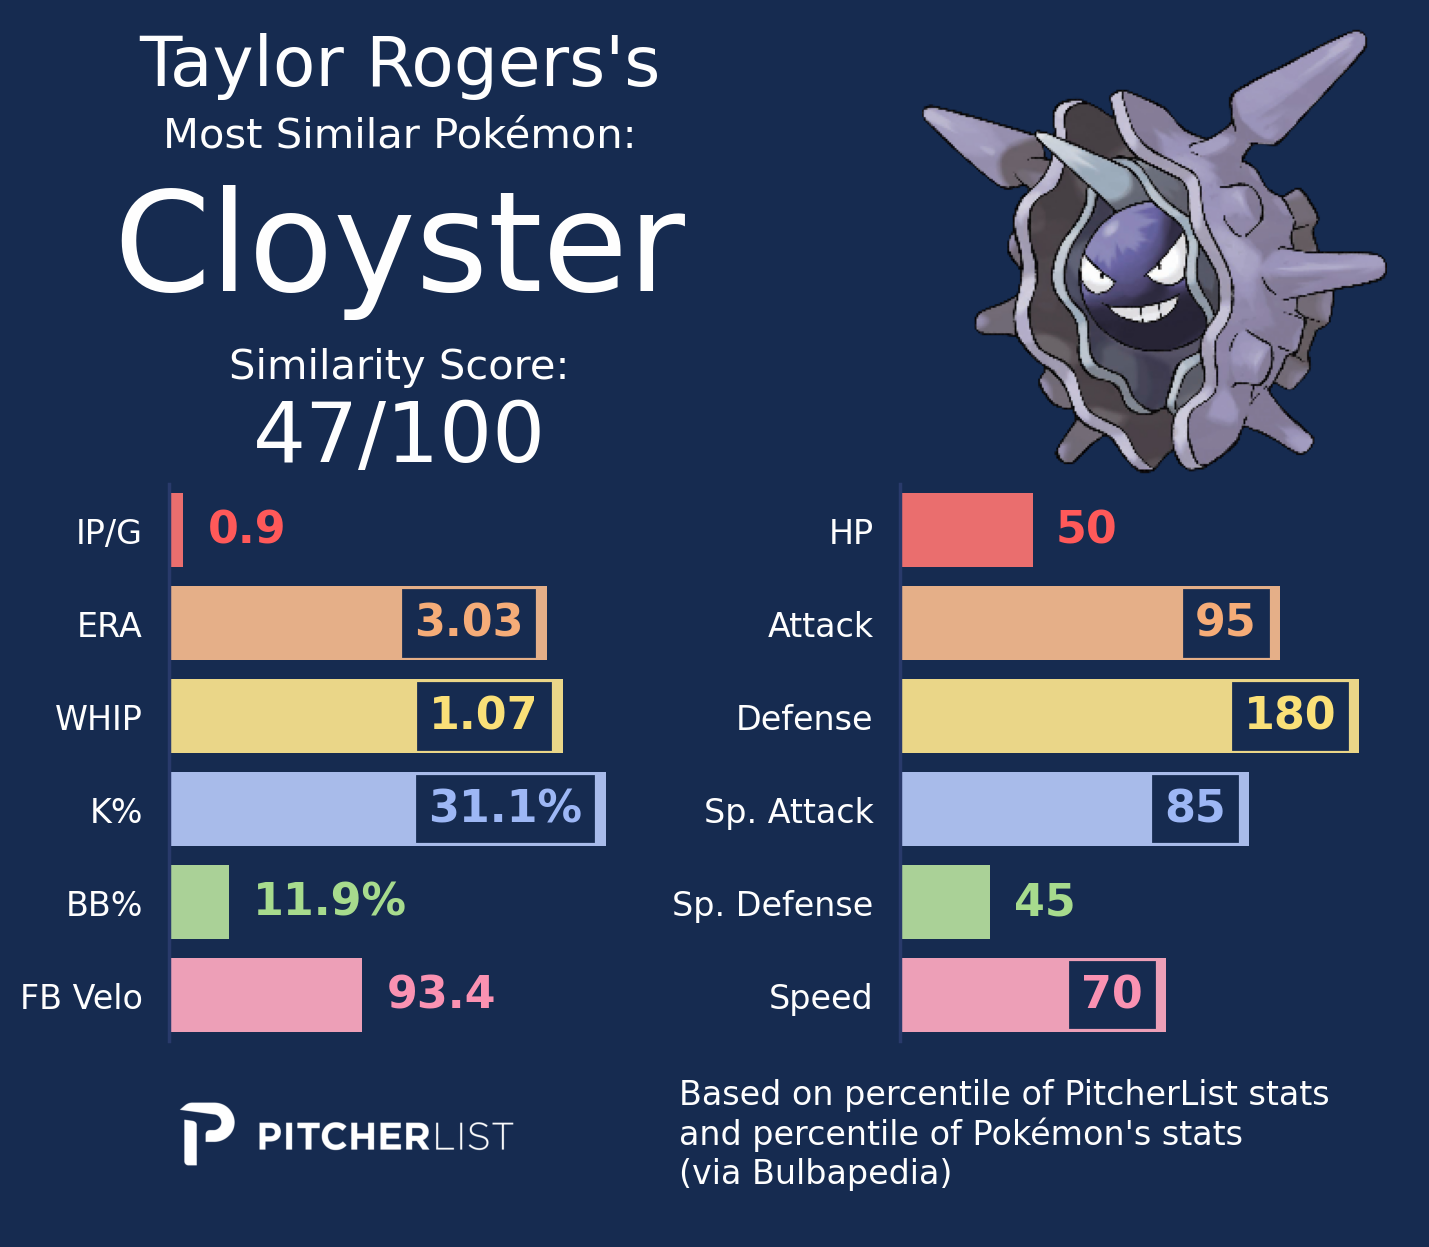 Taylor Rogers's
Most Similar Pokémon:
Cloyster
Similarity Score:
47/100
IP/G 0.9
ERA 3.03
WHIP 1.07
K% 31.1%
BB% 11.9%
FB Velo 93.4
HP 50
Attack 95
Defense 180
Sp. Attack 85
Sp. Defense 45
Speed 70
PITCHERLIST
Based on percentile of PitcherList stats
and percentile of Pokémon's stats
(via Bulbapedia)